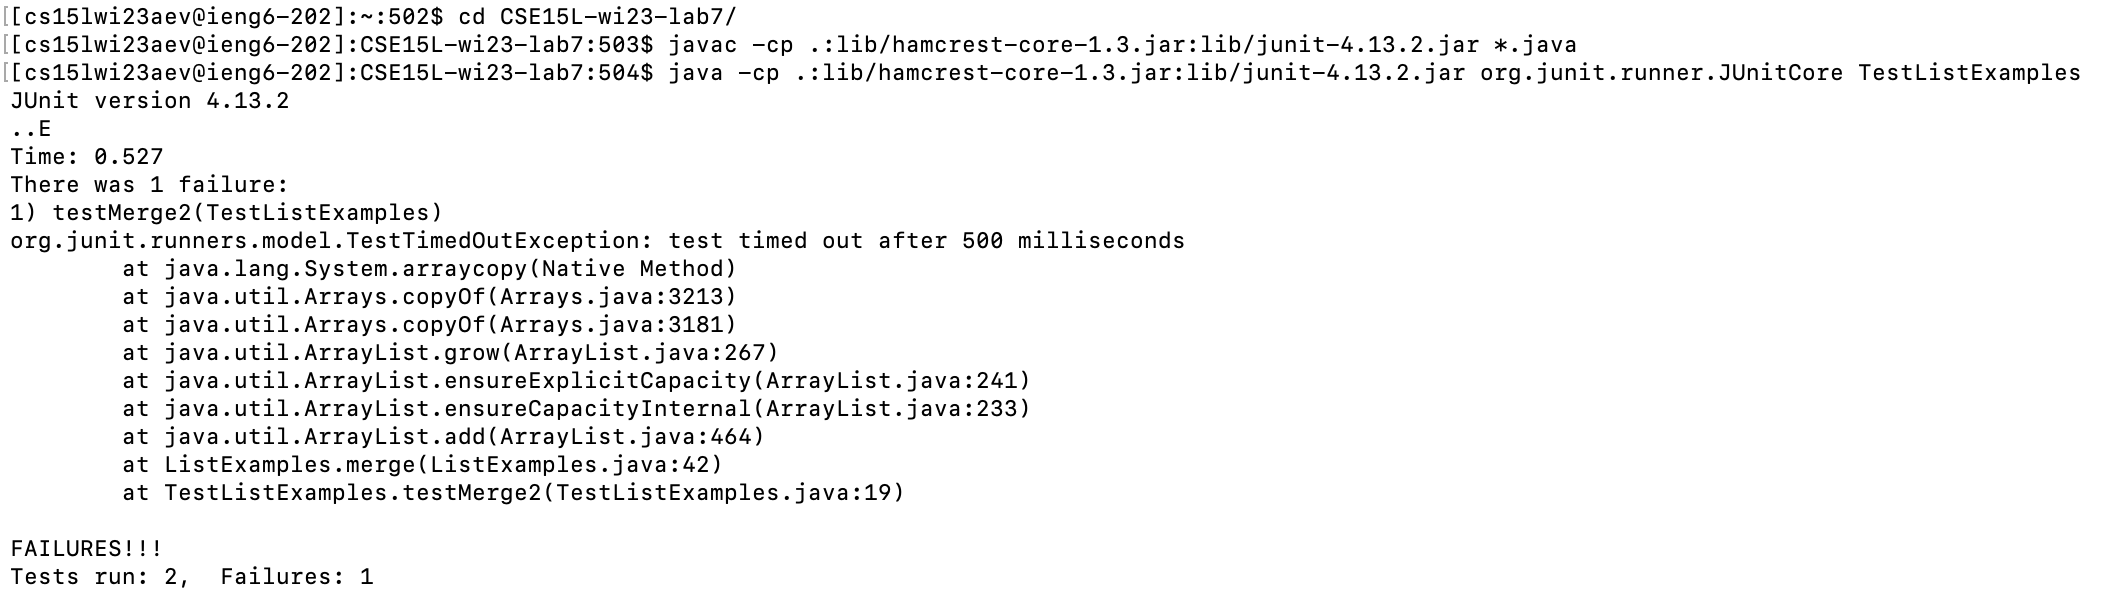 [[cs15lwi23aev@ieng6-202]:~:502$ cd CSE15L-wi23-lab7/
[[cs15lwi23aev@ieng6-202]:CSE15L-wi23-lab7:503$ javac -cp .:lib/hamcrest-core-1.3.jar:lib/junit-4.13.2.jar *.java
[[cs15lwi23aev@ieng6-202]:CSE15L-wi23-lab7:504$ java -cp .:lib/hamcrest-core-1.3.jar:lib/junit-4.13.2.jar org.junit.runner.JUnitCore TestListExamples
JUnit version 4.13.2
..E
Time: 0.527
There was 1 failure:
1) testMerge2(TestListExamples)
org.junit.runners.model.TestTimedOutException: test timed out after 500 milliseconds
        at java.lang.System.arraycopy(Native Method)
        at java.util.Arrays.copyOf(Arrays.java:3213)
        at java.util.Arrays.copyOf(Arrays.java:3181)
        at java.util.ArrayList.grow(ArrayList.java:267)
        at java.util.ArrayList.ensureExplicitCapacity(ArrayList.java:241)
        at java.util.ArrayList.ensureCapacityInternal(ArrayList.java:233)
        at java.util.ArrayList.add(ArrayList.java:464)
        at ListExamples.merge(ListExamples.java:42)
        at TestListExamples.testMerge2(TestListExamples.java:19)

FAILURES!!!
Tests run: 2,  Failures: 1